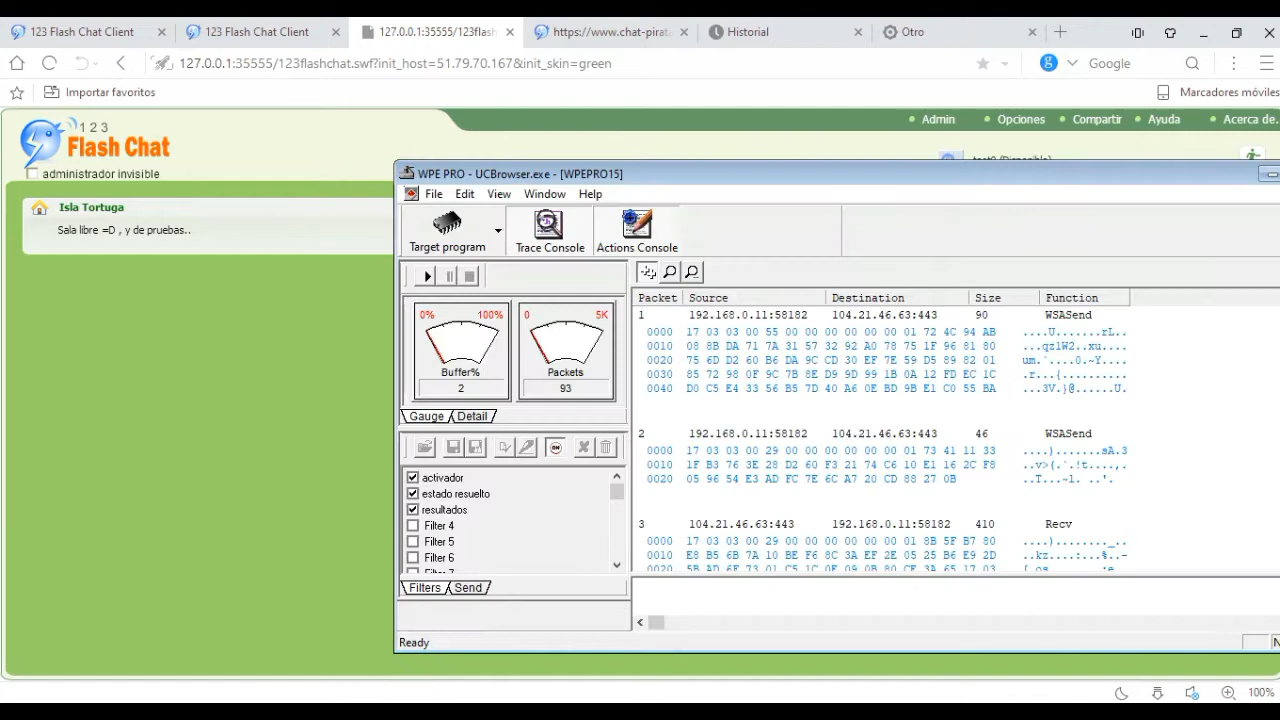 123 Flash Chat Client
123 Flash Chat Client
127.0.0.1:35555/123flash
https://www.chat-pirat
Historial
Otro
127.0.0.1:35555/123flashchat.swf?init_host=51.79.70.167&init_skin=green
Google
Importar favoritos
Marcadores móviles
123
Flash Chat
Admin
Opciones
Compartir
Ayuda
Acerca de.
administrador invisible
Isla Tortuga
Sala libre =D , y de pruebas..
WPE PRO - UCBrowser.exe - [WPEPRO15]
File Edit View Window Help
Target program
Trace Console
Actions Console
0% 100%
Buffer%
2
0 5K
Packets
93
Gauge Detail
activador
estado resuelto
resultados
Filter 4
Filter 5
Filter 6
Filters Send
Ready
Packet Source Destination Size Function
1 192.168.0.11:58182 104.21.46.63:443 90 WSASend
0000 17 03 03 00 55 00 00 00 00 00 00 01 72 4C 94 AB ....U.......rL..
0010 08 8B DA 71 7A 31 57 32 92 A0 78 75 1F 96 81 80 ...qz1W2..xu....
0020 75 6D D2 60 B6 DA 9C CD 30 EF 7E 59 D5 89 82 01 um.`....0.~Y....
0030 85 72 98 0F 9C 7B 8E D9 9D 99 1B 0A 12 FD EC 1C .r...{..........
0040 D0 C5 E4 33 56 B5 7D 40 A6 0E BD 9B E1 C0 55 BA ...3V.}@......U.
2 192.168.0.11:58182 104.21.46.63:443 46 WSASend
0000 17 03 03 00 29 00 00 00 00 00 00 01 73 41 11 33 ....).......sA.3
0010 1F B3 76 3E 28 D2 60 F3 21 74 C6 10 E1 16 2C F8 ..v>(.`.!t....,.
0020 05 96 54 E3 AD FC 7E 6C A7 20 CD 88 27 0B ..T...~l. ..'.
3 104.21.46.63:443 192.168.0.11:58182 410 Recv
0000 17 03 03 00 29 00 00 00 00 00 00 01 8B 5F B7 80 ....)........_..
0010 E8 B5 6B 7A 10 BE F6 8C 3A EF 2E 05 25 B6 E9 2D ..kz....:...%..-
100%